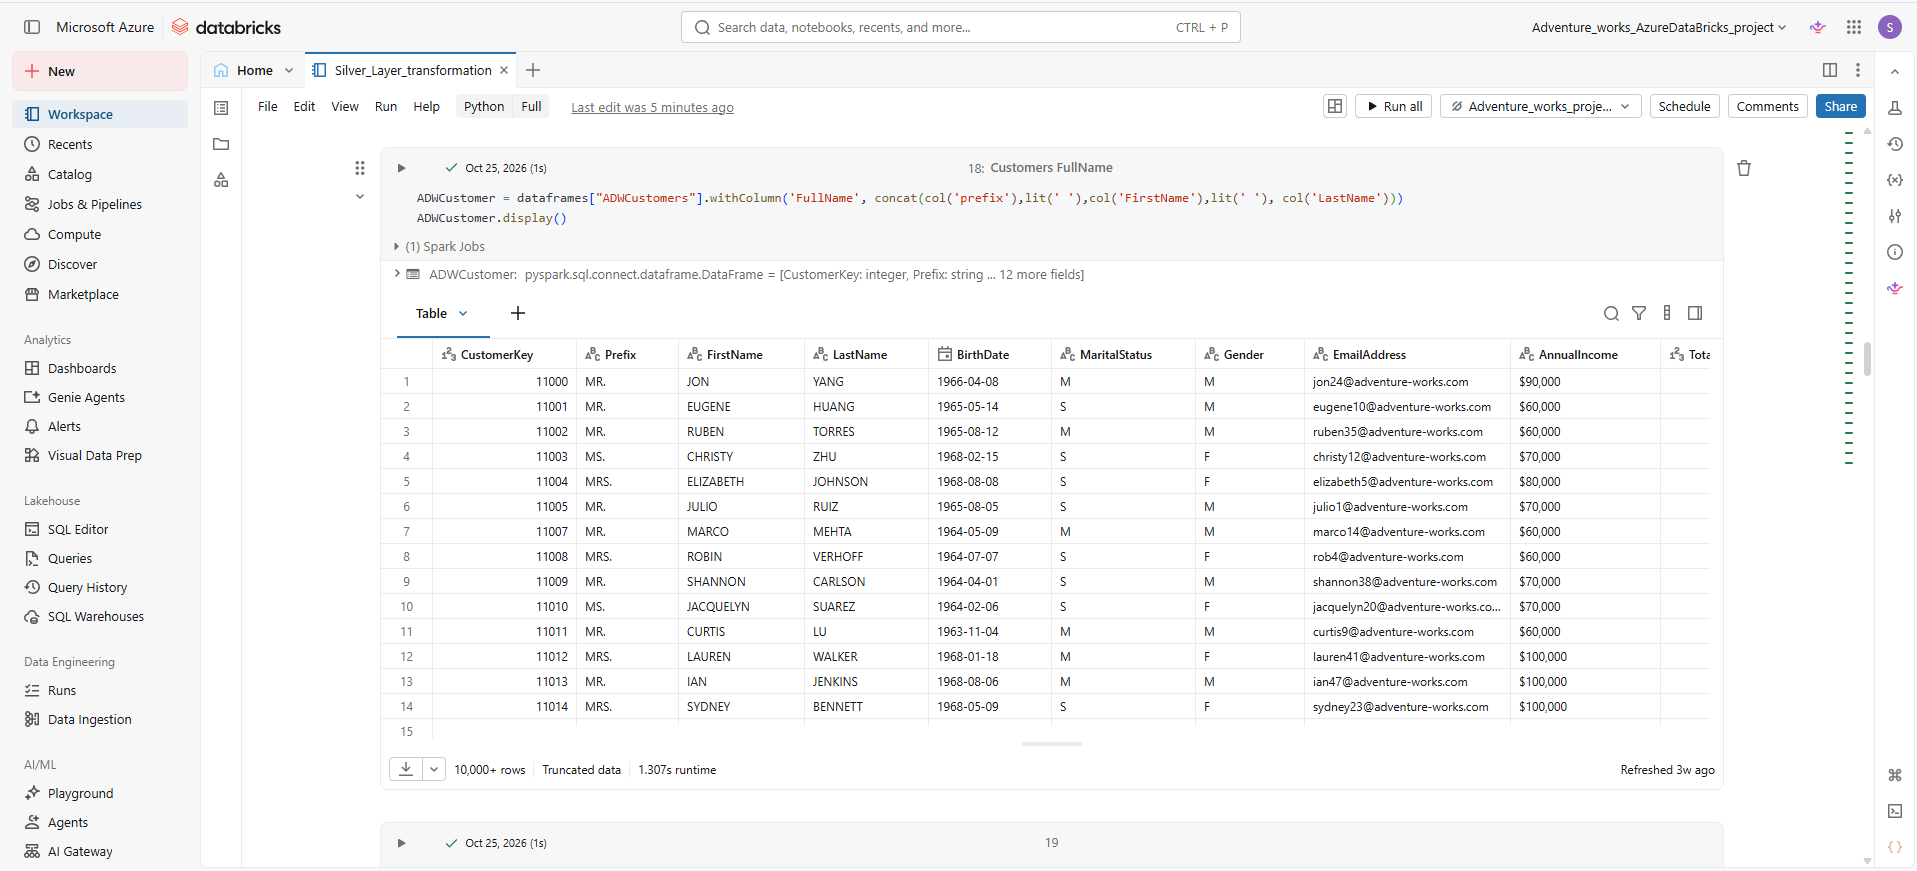 Microsoft Azure databricks Search data, notebooks, recents, and more... CTRL + P Adventure_works_AzureDataBricks_project S
New
Workspace
Recents
Catalog
Jobs & Pipelines
Compute
Discover
Marketplace
Analytics
Dashboards
Genie Agents
Alerts
Visual Data Prep
Lakehouse
SQL Editor
Queries
Query History
SQL Warehouses
Data Engineering
Runs
Data Ingestion
AI/ML
Playground
Agents
AI Gateway
Home Silver_Layer_transformation
File Edit View Run Help Python Full Last edit was 5 minutes ago Run all Adventure_works_proje... Schedule Comments Share
Oct 25, 2026 (1s) 18: Customers FullName
ADWCustomer = dataframes["ADWCustomers"].withColumn('FullName', concat(col('prefix'),lit(' '),col('FirstName'),lit(' '), col('LastName')))
ADWCustomer.display()
(1) Spark Jobs
ADWCustomer: pyspark.sql.connect.dataframe.DataFrame = [CustomerKey: integer, Prefix: string ... 12 more fields]
Table
CustomerKey Prefix FirstName LastName BirthDate MaritalStatus Gender EmailAddress AnnualIncome Tota
1 11000 MR. JON YANG 1966-04-08 M M jon24@adventure-works.com $90,000
2 11001 MR. EUGENE HUANG 1965-05-14 S M eugene10@adventure-works.com $60,000
3 11002 MR. RUBEN TORRES 1965-08-12 M M ruben35@adventure-works.com $60,000
4 11003 MS. CHRISTY ZHU 1968-02-15 S F christy12@adventure-works.com $70,000
5 11004 MRS. ELIZABETH JOHNSON 1968-08-08 S F elizabeth5@adventure-works.com $80,000
6 11005 MR. JULIO RUIZ 1965-08-05 S M julio1@adventure-works.com $70,000
7 11007 MR. MARCO MEHTA 1964-05-09 M M marco14@adventure-works.com $60,000
8 11008 MRS. ROBIN VERHOFF 1964-07-07 S F rob4@adventure-works.com $60,000
9 11009 MR. SHANNON CARLSON 1964-04-01 S M shannon38@adventure-works.com $70,000
10 11010 MS. JACQUELYN SUAREZ 1964-02-06 S F jacquelyn20@adventure-works.co... $70,000
11 11011 MR. CURTIS LU 1963-11-04 M M curtis9@adventure-works.com $60,000
12 11012 MRS. LAUREN WALKER 1968-01-18 M F lauren41@adventure-works.com $100,000
13 11013 MR. IAN JENKINS 1968-08-06 M M ian47@adventure-works.com $100,000
14 11014 MRS. SYDNEY BENNETT 1968-05-09 S F sydney23@adventure-works.com $100,000
15
10,000+ rows Truncated data 1.307s runtime Refreshed 3w ago
Oct 25, 2026 (1s) 19